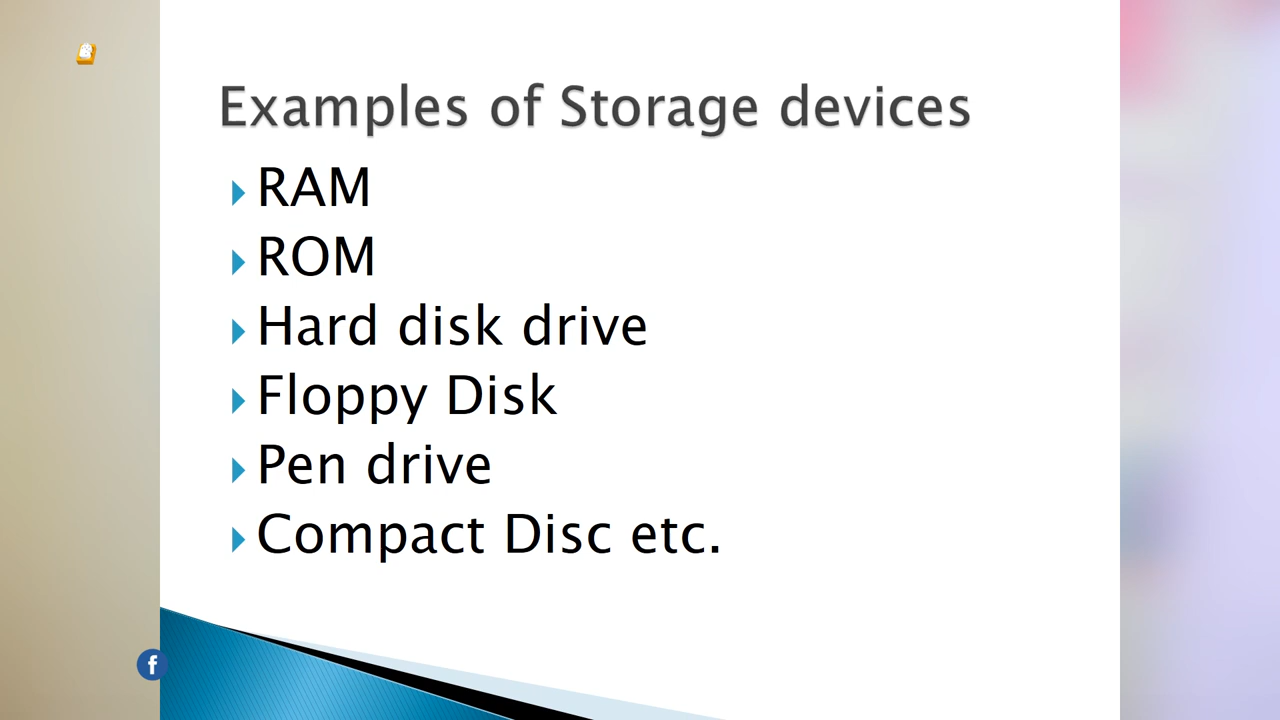 Examples of Storage devices
RAM
ROM
Hard disk drive
Floppy Disk
Pen drive
Compact Disc etc.
f